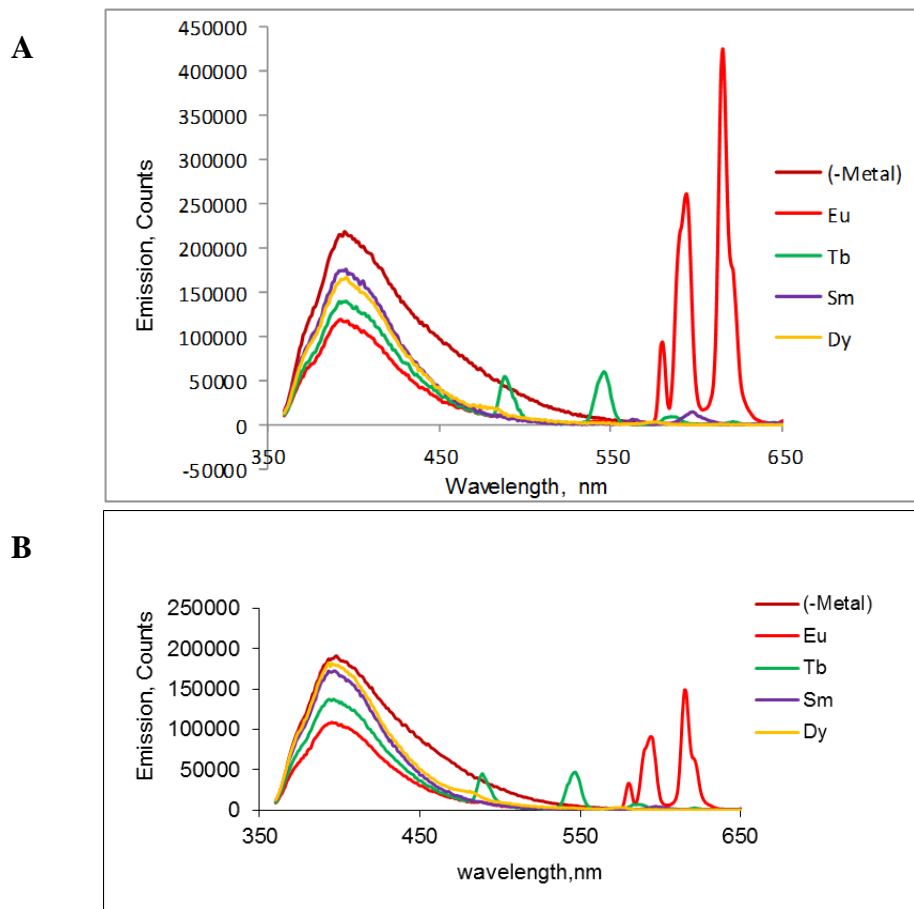 A
450000
400000
350000
300000
250000
200000
150000
100000
50000
0
-50000
Emission, Counts
350
450
550
650
Wavelength, nm
(-Metal)
Eu
Tb
Sm
Dy
B
250000
200000
150000
100000
50000
0
Emission, Counts
350
450
550
650
wavelength,nm
(-Metal)
Eu
Tb
Sm
Dy